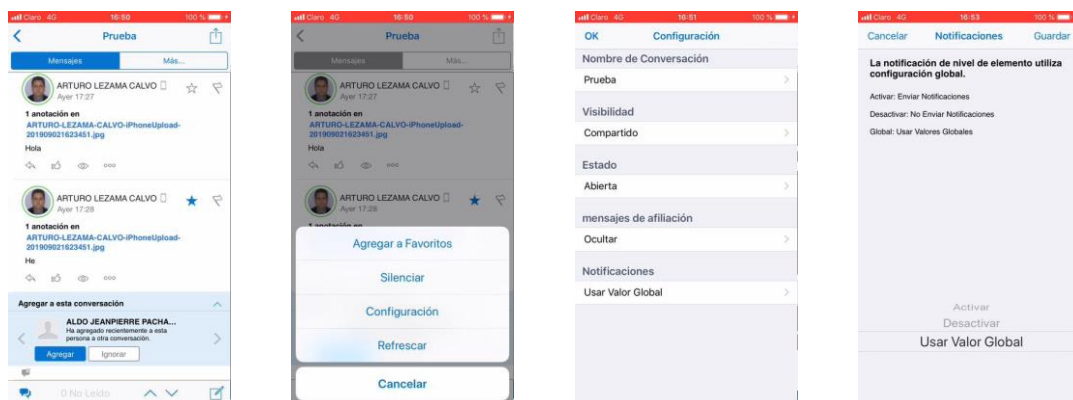 Claro 4G 16:50 100 %
Prueba
Mensajes Más...
ARTURO LEZAMA CALVO
Ayer 17:27
1 anotación en
ARTURO-LEZAMA-CALVO-iPhoneUpload-
201909021623451.jpg
Hola
ARTURO LEZAMA CALVO
Ayer 17:28
1 anotación en
ARTURO-LEZAMA-CALVO-iPhoneUpload-
201909021623451.jpg
He
Agregar a esta conversación
ALDO JEANPIERRE PACHA...
Ha agregado recientemente a esta
persona a otra conversación.
Agregar Ignorar
0 No Leído
Claro 4G 16:50 100 %
Prueba
Mensajes Más...
ARTURO LEZAMA CALVO
Ayer 17:27
1 anotación en
ARTURO-LEZAMA-CALVO-iPhoneUpload-
201909021623451.jpg
Hola
ARTURO LEZAMA CALVO
Ayer 17:28
1 anotación en
Agregar a Favoritos
Silenciar
Configuración
Refrescar
Cancelar
Claro 4G 16:51 100 %
OK Configuración
Nombre de Conversación
Prueba
Visibilidad
Compartido
Estado
Abierta
mensajes de afiliación
Ocultar
Notificaciones
Usar Valor Global
Claro 4G 16:53 100 %
Cancelar Notificaciones Guardar
La notificación de nivel de elemento utiliza
configuración global.
Activar: Enviar Notificaciones
Desactivar: No Enviar Notificaciones
Global: Usar Valores Globales
Activar
Desactivar
Usar Valor Global